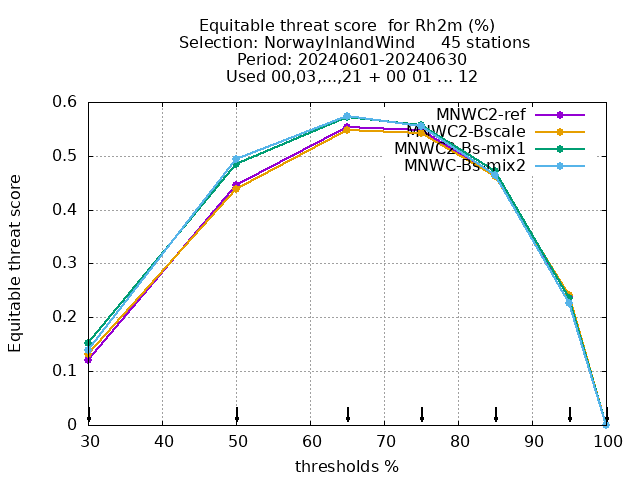 Equitable threat score  for Rh2m (%)
Selection: NorwayInlandWind     45 stations
Period: 20240601-20240630
Used 00,03,...,21 + 00 01 ... 12
MNWC2-ref
MNWC2-Bscale
MNWC2-Bs-mix1
MNWC-Bs-mix2
0.6
0.5
0.4
0.3
0.2
0.1
0
Equitable threat score
30 40 50 60 70 80 90 100
thresholds %